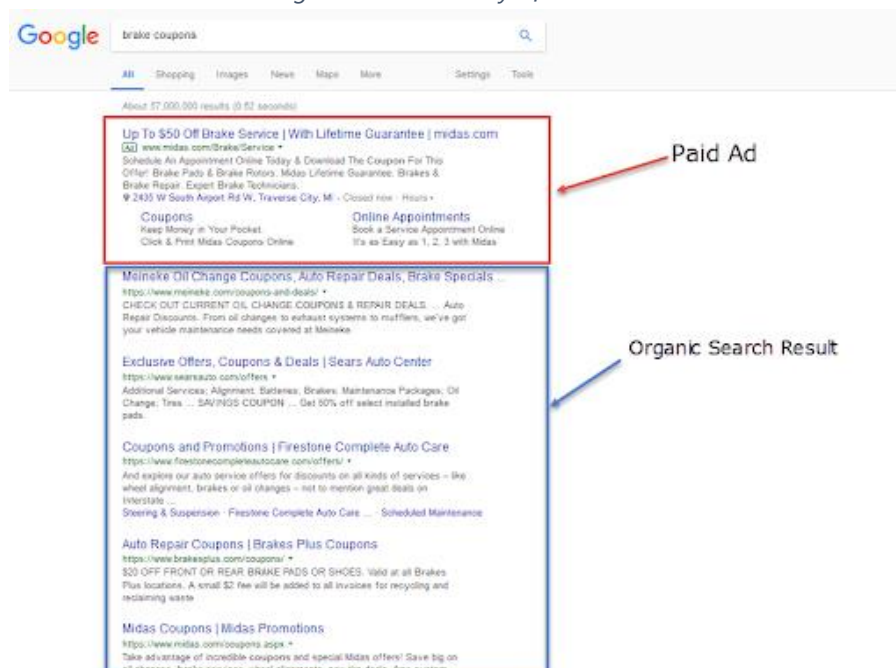 Google brake coupons
All Shopping Images News Maps More Settings Tools
About 57,000,000 results (0.52 seconds)
Up To $50 Off Brake Service | With Lifetime Guarantee | midas.com
Ad www.midas.com/Brake/Service
Schedule An Appointment Online Today & Download The Coupon For This
Offer! Brake Pads & Brake Rotors. Midas Lifetime Guarantee. Brakes &
Brake Repair. Expert Brake Technicians.
2435 W South Airport Rd W, Traverse City, MI - Closed now · Hours
Coupons Online Appointments
Keep Money in Your Pocket Book a Service Appointment Online
Click & Print Midas Coupons Online It's as Easy as 1, 2, 3 with Midas
Paid Ad
Meineke Oil Change Coupons, Auto Repair Deals, Brake Specials ...
https://www.meineke.com/coupons-and-deals/
CHECK OUT CURRENT OIL CHANGE COUPONS & REPAIR DEALS. ... Auto
Repair Discounts. From oil changes to exhaust systems to mufflers, we've got
your vehicle maintenance needs covered at Meineke
Organic Search Result
Exclusive Offers, Coupons & Deals | Sears Auto Center
https://www.searsauto.com/offers
Additional Services; Alignment. Batteries; Brakes; Maintenance Packages; Oil
Change; Tires ... SAVINGS COUPON ... Get 50% off select installed brake
pads.
Coupons and Promotions | Firestone Complete Auto Care
https://www.firestonecompleteautocare.com/offers/
And explore our auto service offers for discounts on all kinds of services – like
wheel alignment, brakes or oil changes – not to mention great deals on
Interstate ...
Steering & Suspension · Firestone Complete Auto Care ... · Scheduled Maintenance
Auto Repair Coupons | Brakes Plus Coupons
https://www.brakesplus.com/coupons/
$20 OFF FRONT OR REAR BRAKE PADS OR SHOES. Valid at all Brakes
Plus locations. A small $2 fee will be added to all invoices for recycling and
reclaiming waste
Midas Coupons | Midas Promotions
https://www.midas.com/coupons.aspx
Take advantage of incredible coupons and special Midas offers! Save big on